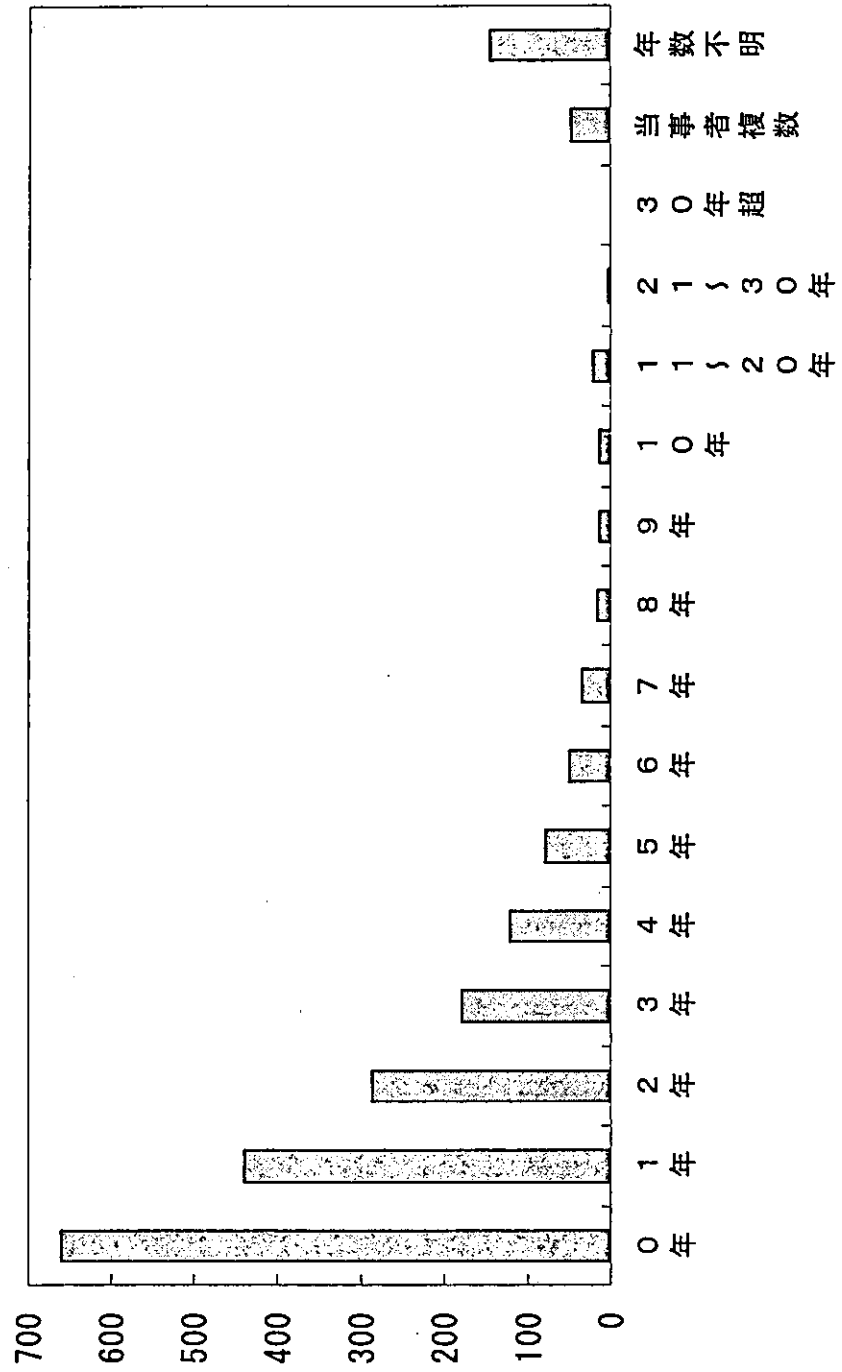 700
600
500
400
300
200
100
0
０年
１年
２年
３年
４年
５年
６年
７年
８年
９年
１０年
１１～２０年
２１～３０年
３０年超
当事者複数
年数不明